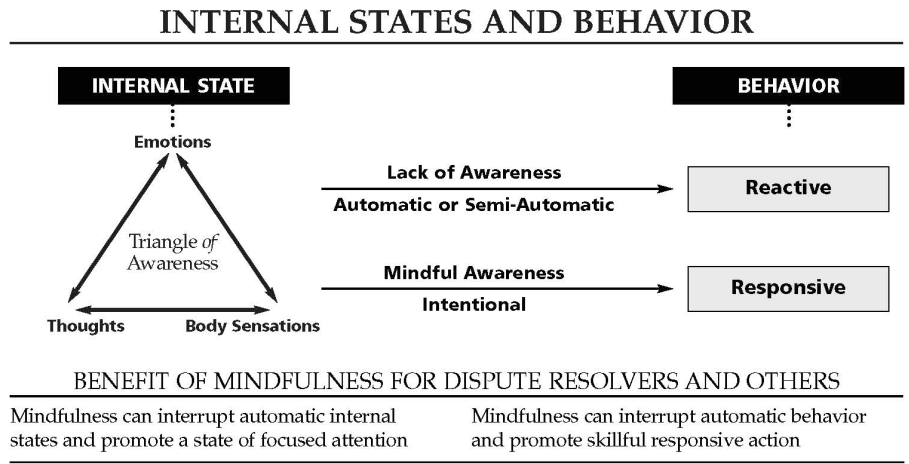 INTERNAL STATES AND BEHAVIOR
INTERNAL STATE
BEHAVIOR
Emotions
Triangle of
Awareness
Thoughts
Body Sensations
Lack of Awareness
Automatic or Semi-Automatic
Reactive
Mindful Awareness
Intentional
Responsive
BENEFIT OF MINDFULNESS FOR DISPUTE RESOLVERS AND OTHERS
Mindfulness can interrupt automatic internal
states and promote a state of focused attention
Mindfulness can interrupt automatic behavior
and promote skillful responsive action